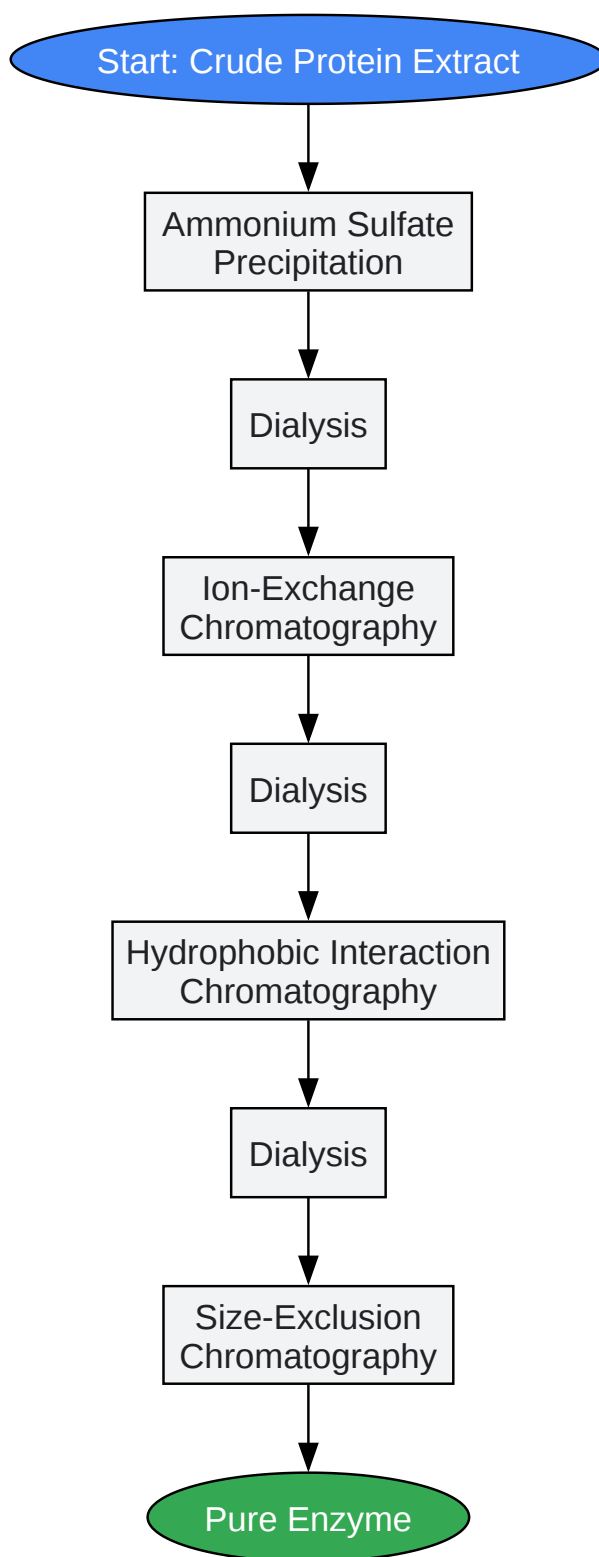 Start: Crude Protein Extract
Ammonium Sulfate
Precipitation
Dialysis
Ion-Exchange
Chromatography
Dialysis
Hydrophobic Interaction
Chromatography
Dialysis
Size-Exclusion
Chromatography
Pure Enzyme